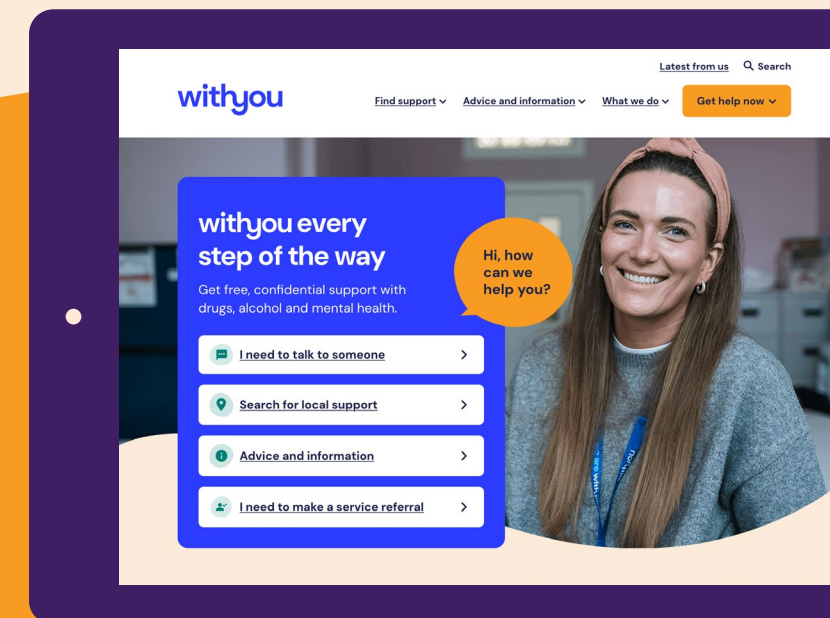 Latest from us
Search
withyou
Find support
Advice and information
What we do
Get help now
withyou every
step of the way
Get free, confidential support with
drugs, alcohol and mental health.
Hi, how
can we
help you?
I need to talk to someone
Search for local support
Advice and information
I need to make a service referral